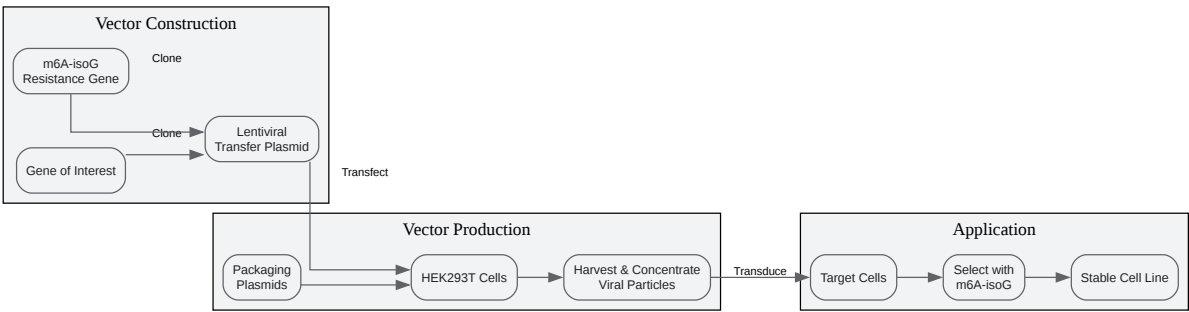 Vector Construction
m6A-isoG
Resistance Gene
Clone
Clone
Lentiviral
Transfer Plasmid
Gene of Interest
Transfect
Vector Production
Packaging
Plasmids
HEK293T Cells
Harvest & Concentrate
Viral Particles
Transduce
Application
Target Cells
Select with
m6A-isoG
Stable Cell Line